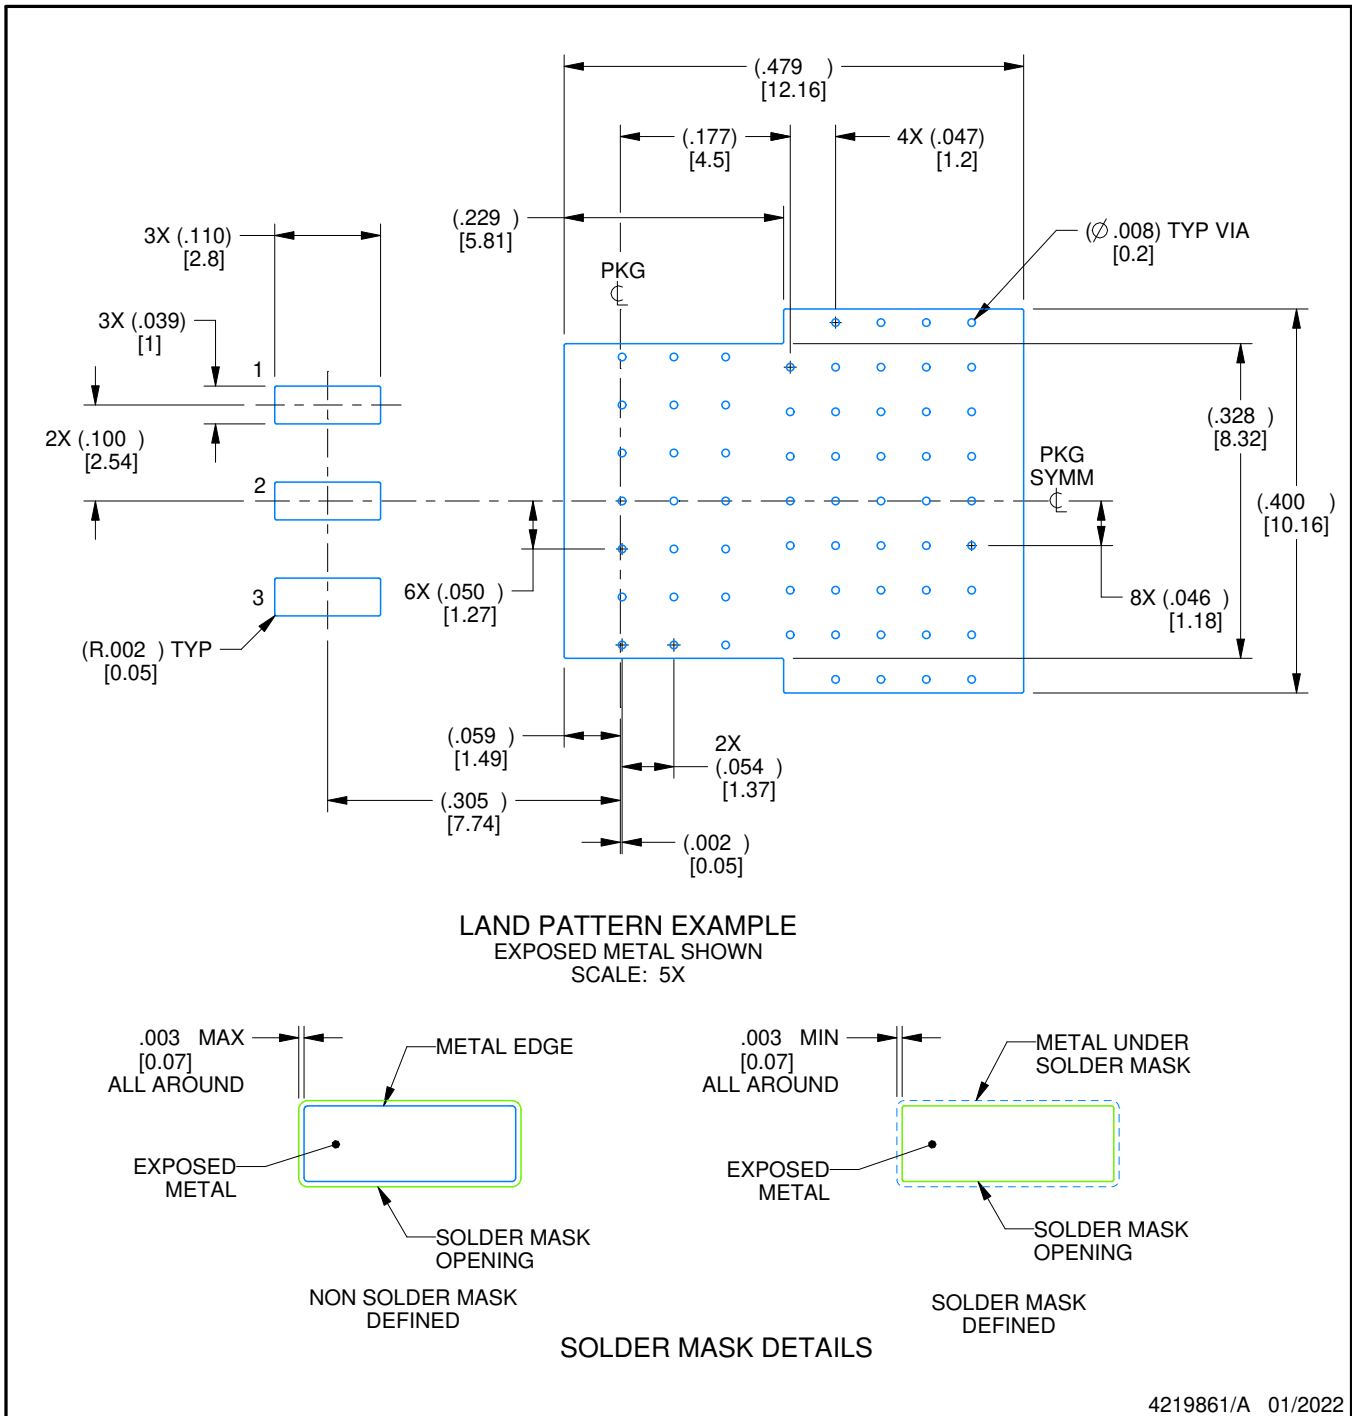 (.479 )
[12.16]
(.177)
[4.5]
4X (.047)
[1.2]
(.229 )
[5.81]
(Ø .008) TYP VIA
[0.2]
3X (.110)
[2.8]
PKG
℄
3X (.039)
[1]
1
2X (.100 )
[2.54]
(.328 )
[8.32]
PKG
SYMM
℄
2
(.400 )
[10.16]
6X (.050 )
[1.27]
8X (.046 )
[1.18]
3
(R.002 ) TYP
[0.05]
(.059 )
[1.49]
2X
(.054 )
[1.37]
(.305 )
[7.74]
(.002 )
[0.05]
LAND PATTERN EXAMPLE
EXPOSED METAL SHOWN
SCALE: 5X
.003 MAX
[0.07]
ALL AROUND
METAL EDGE
EXPOSED
METAL
SOLDER MASK
OPENING
NON SOLDER MASK
DEFINED
.003 MIN
[0.07]
ALL AROUND
METAL UNDER
SOLDER MASK
EXPOSED
METAL
SOLDER MASK
OPENING
SOLDER MASK
DEFINED
SOLDER MASK DETAILS
4219861/A 01/2022